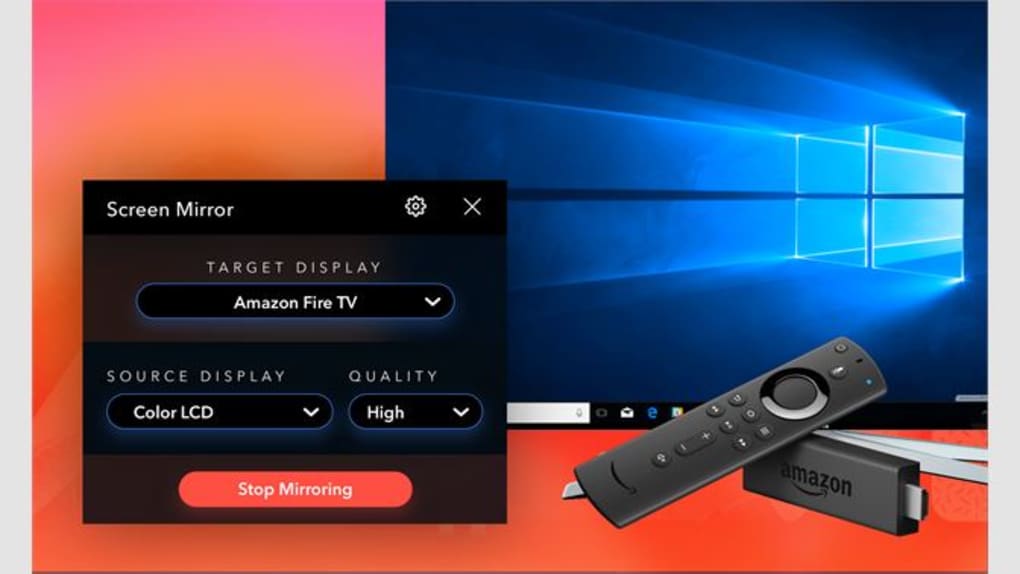 Screen Mirror
TARGET DISPLAY
Amazon Fire TV
SOURCE DISPLAY
QUALITY
Color LCD
High
Stop Mirroring
amazon